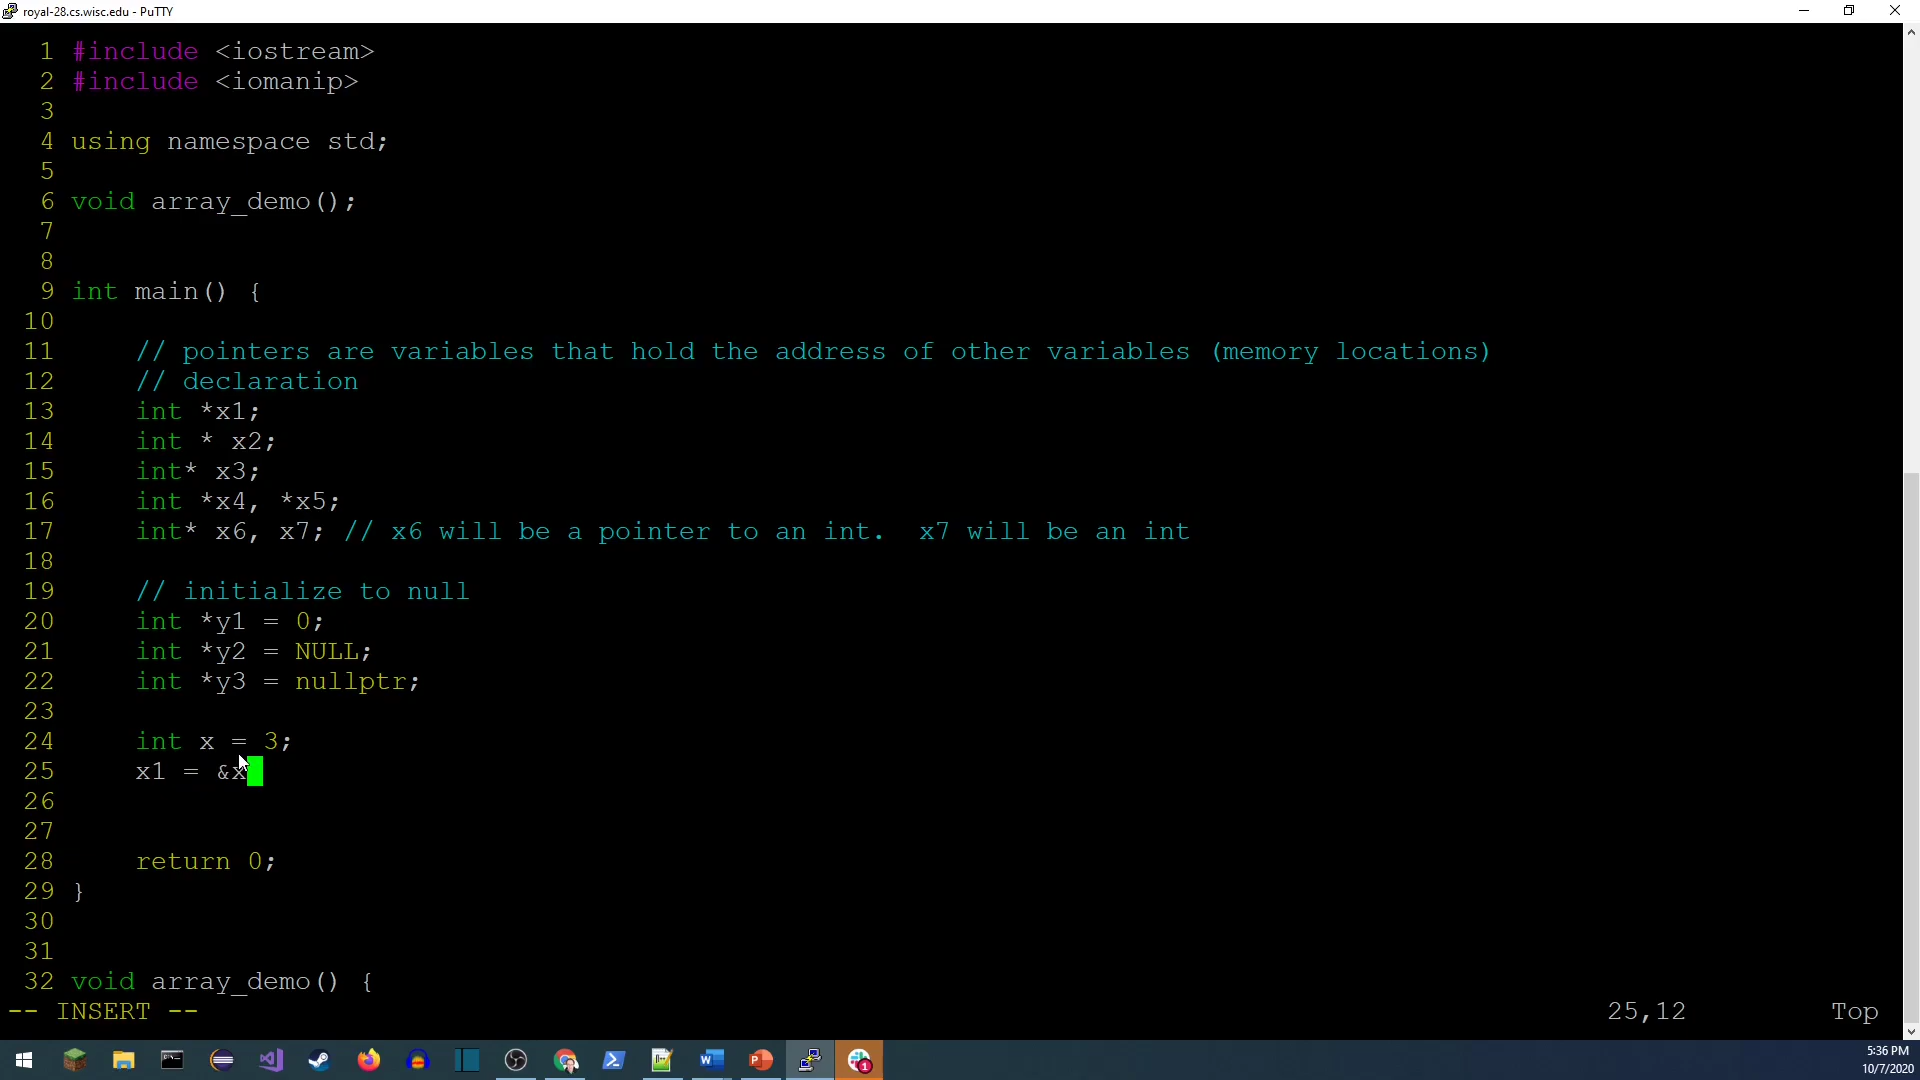 royal-28.cs.wisc.edu - PuTTY
1 #include <iostream>
2 #include <iomanip>
3
4 using namespace std;
5
6 void array_demo();
7
8
9 int main() {
10
11     // pointers are variables that hold the address of other variables (memory locations)
12     // declaration
13     int *x1;
14     int * x2;
15     int* x3;
16     int *x4, *x5;
17     int* x6, x7; // x6 will be a pointer to an int.  x7 will be an int
18
19     // initialize to null
20     int *y1 = 0;
21     int *y2 = NULL;
22     int *y3 = nullptr;
23
24     int x = 3;
25     x1 = &x
26
27
28     return 0;
29 }
30
31
32 void array_demo() {
-- INSERT -- 25,12 Top
5:36 PM
10/7/2020